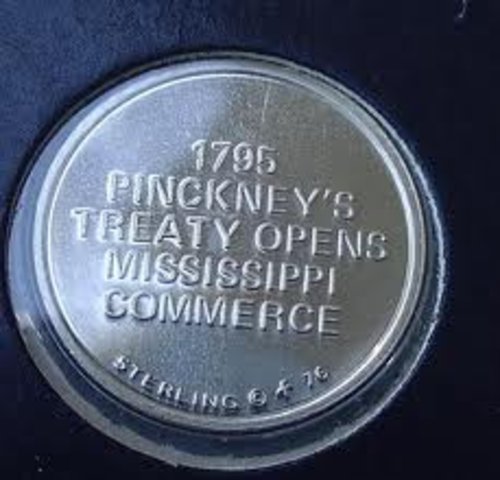 1795
PINCKNEY'S
TREATY OPENS
MISSISSIPPI
COMMERCE
STERLING © 76